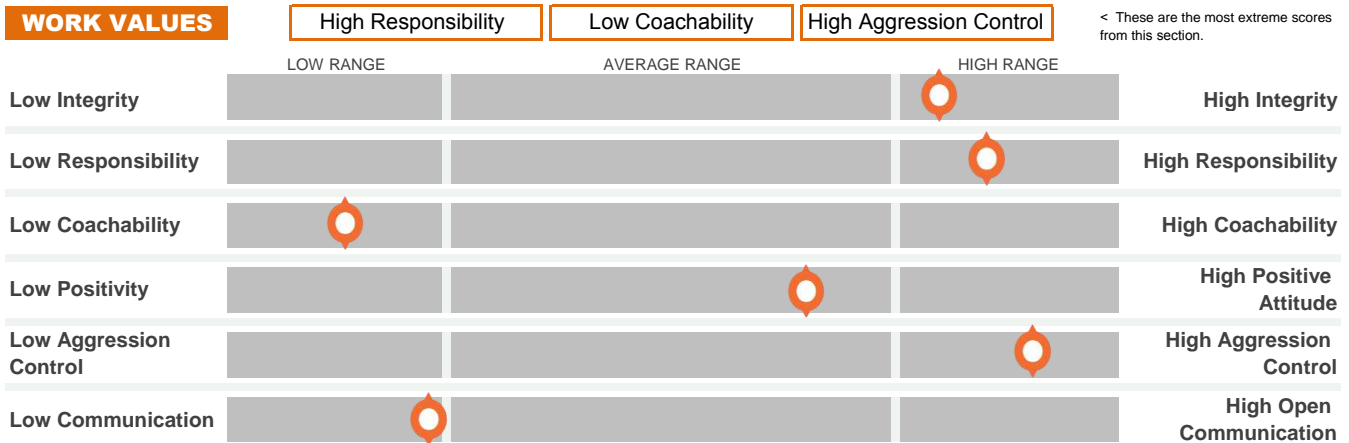 WORK VALUES
High Responsibility
Low Coachability
High Aggression Control
< These are the most extreme scores
from this section.
LOW RANGE
AVERAGE RANGE
HIGH RANGE
Low Integrity
High Integrity
Low Responsibility
High Responsibility
Low Coachability
High Coachability
Low Positivity
High Positive
Attitude
Low Aggression
Control
High Aggression
Control
Low Communication
High Open
Communication